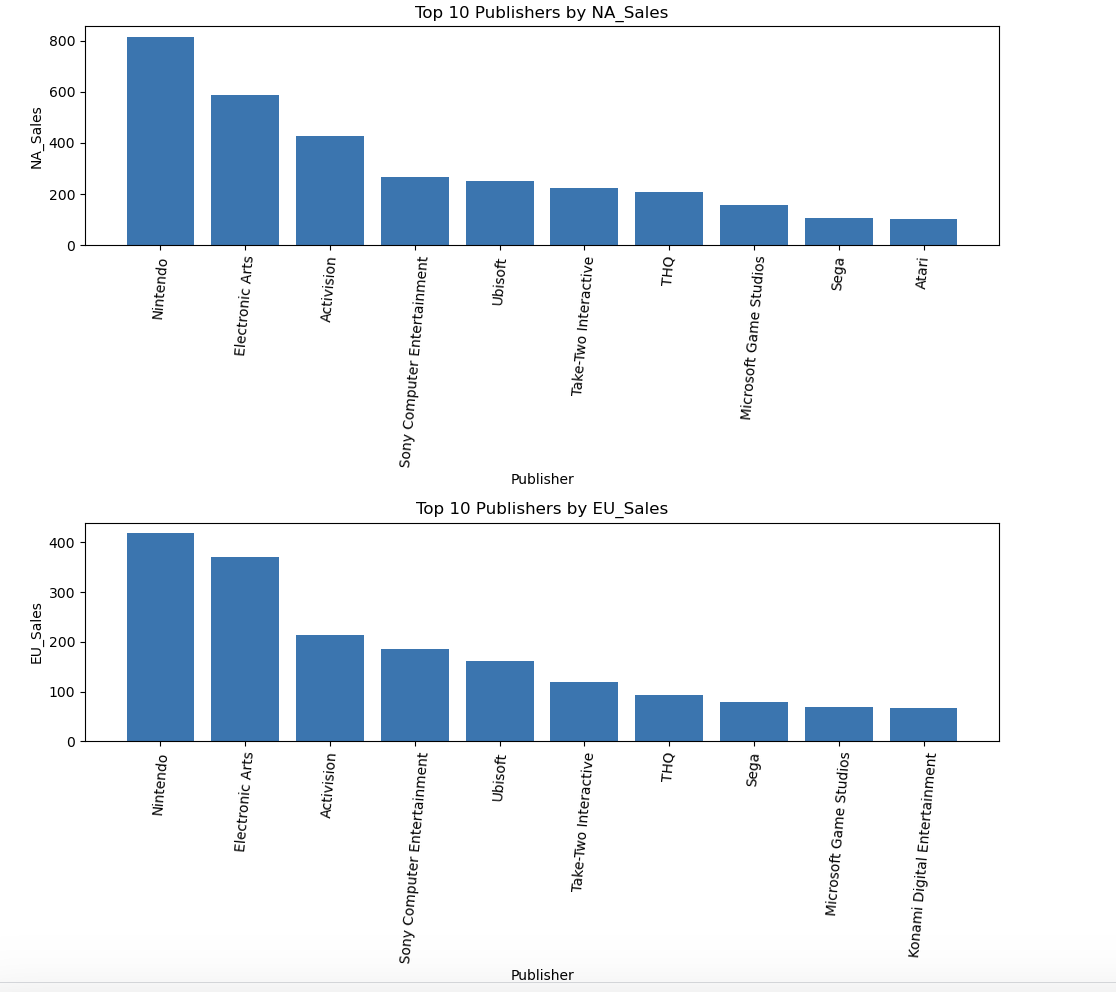 Top 10 Publishers by NA_Sales
NA_Sales
800
600
400
200
0
Nintendo
Electronic Arts
Activision
Sony Computer Entertainment
Ubisoft
Take-Two Interactive
THQ
Microsoft Game Studios
Sega
Atari
Publisher
Top 10 Publishers by EU_Sales
EU_Sales
400
300
200
100
0
Nintendo
Electronic Arts
Activision
Sony Computer Entertainment
Ubisoft
Take-Two Interactive
THQ
Sega
Microsoft Game Studios
Konami Digital Entertainment
Publisher